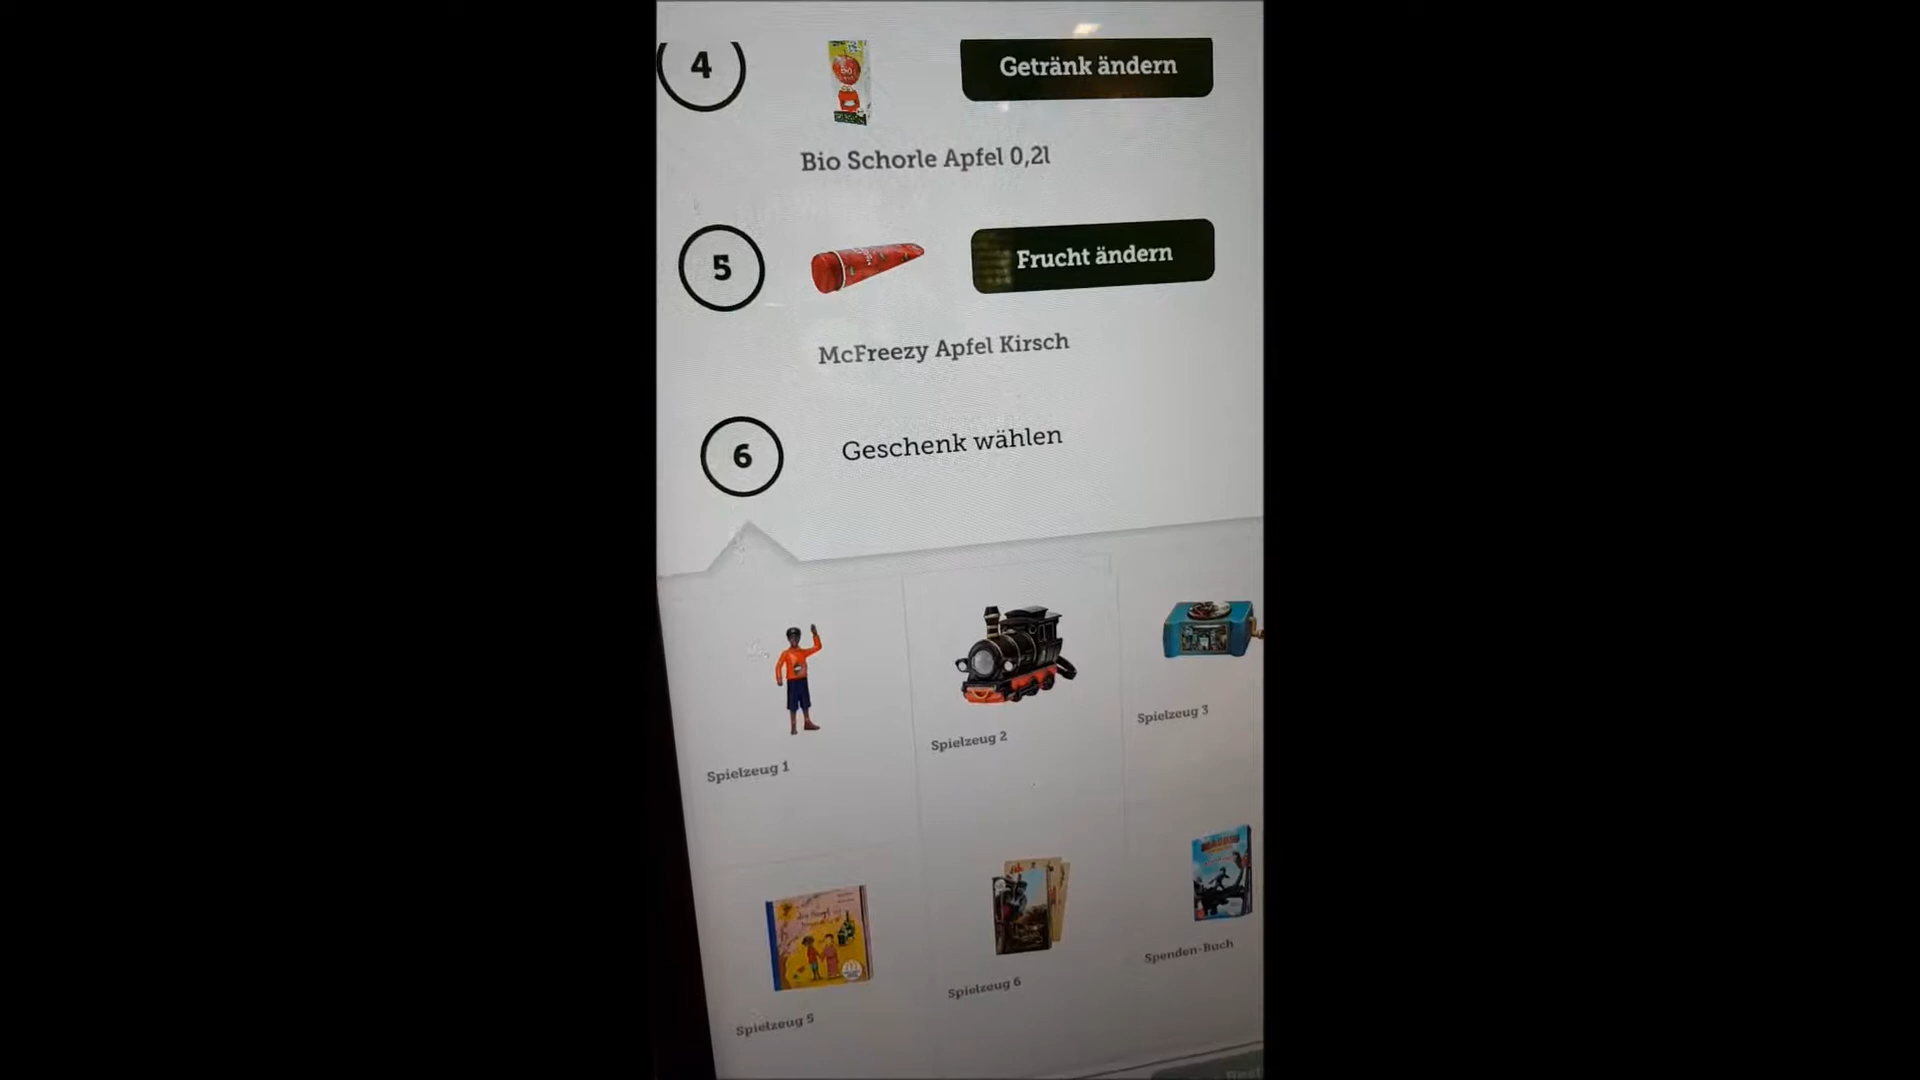 4
Getränk ändern
Bio Schorle Apfel 0,2l
5
Frucht ändern
McFreezy Apfel Kirsch
6
Geschenk wählen
Spielzeug 1
Spielzeug 2
Spielzeug 3
Spielzeug 5
Spielzeug 6
Spenden-Buch